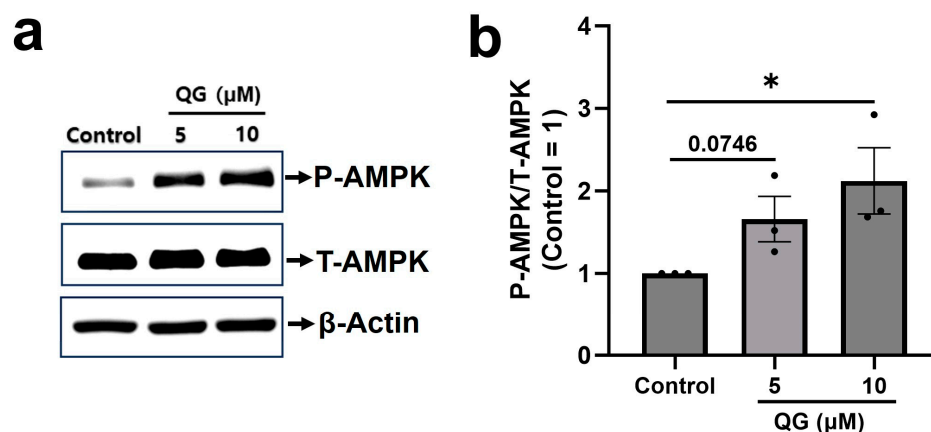 a
QG (μM)
Control 5 10
P-AMPK
T-AMPK
β-Actin
b
P-AMPK/T-AMPK
(Control = 1)
4
3
2
1
0
*
0.0746
Control 5 10
QG (μM)